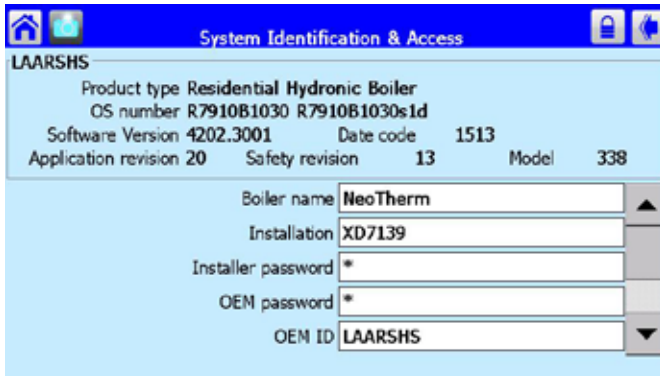 System Identification & Access
LAARSHS
Product type Residential Hydronic Boiler
OS number R7910B1030 R7910B1030s1d
Software Version 4202.3001 Date code 1513
Application revision 20 Safety revision 13 Model 338
Boiler name NeoTherm
Installation XD7139
Installer password *
OEM password *
OEM ID LAARSHS